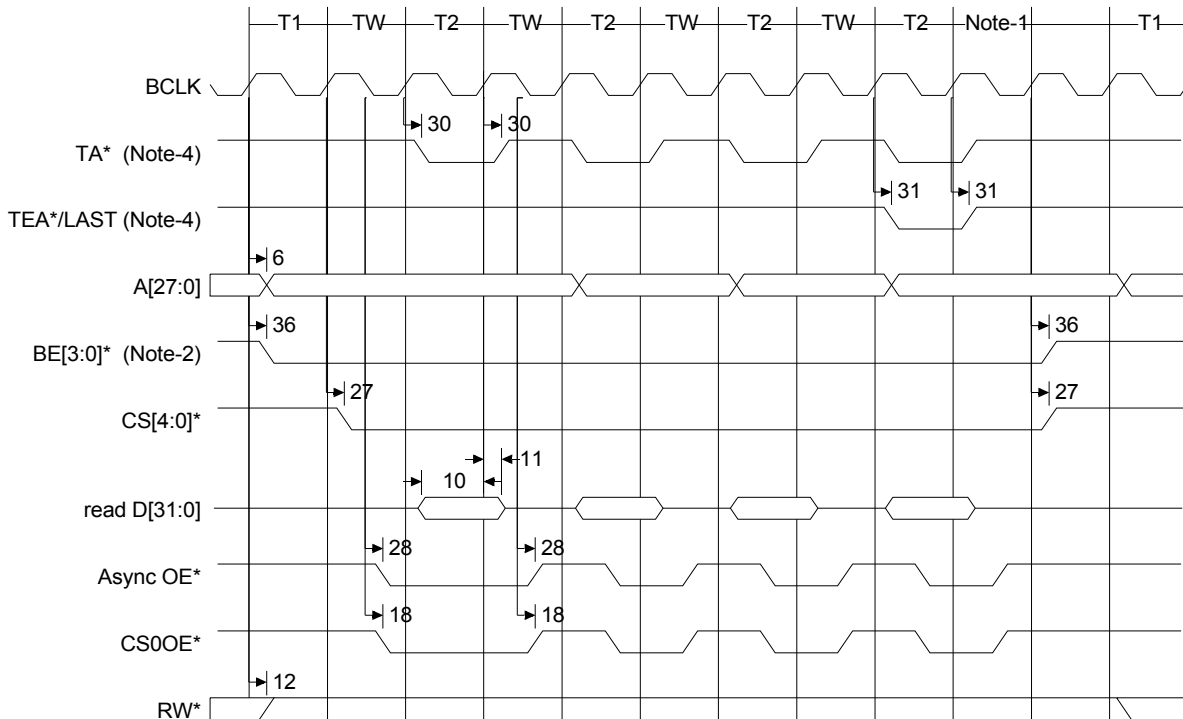 T1 TW T2 TW T2 TW T2 TW T2 Note-1 T1
BCLK
30 30
TA* (Note-4)
31 31
TEA*/LAST (Note-4)
6
A[27:0]
36 36
BE[3:0]* (Note-2)
27 27
CS[4:0]*
11
10
read D[31:0]
28 28
Async OE*
18 18
CS0OE*
12
RW*